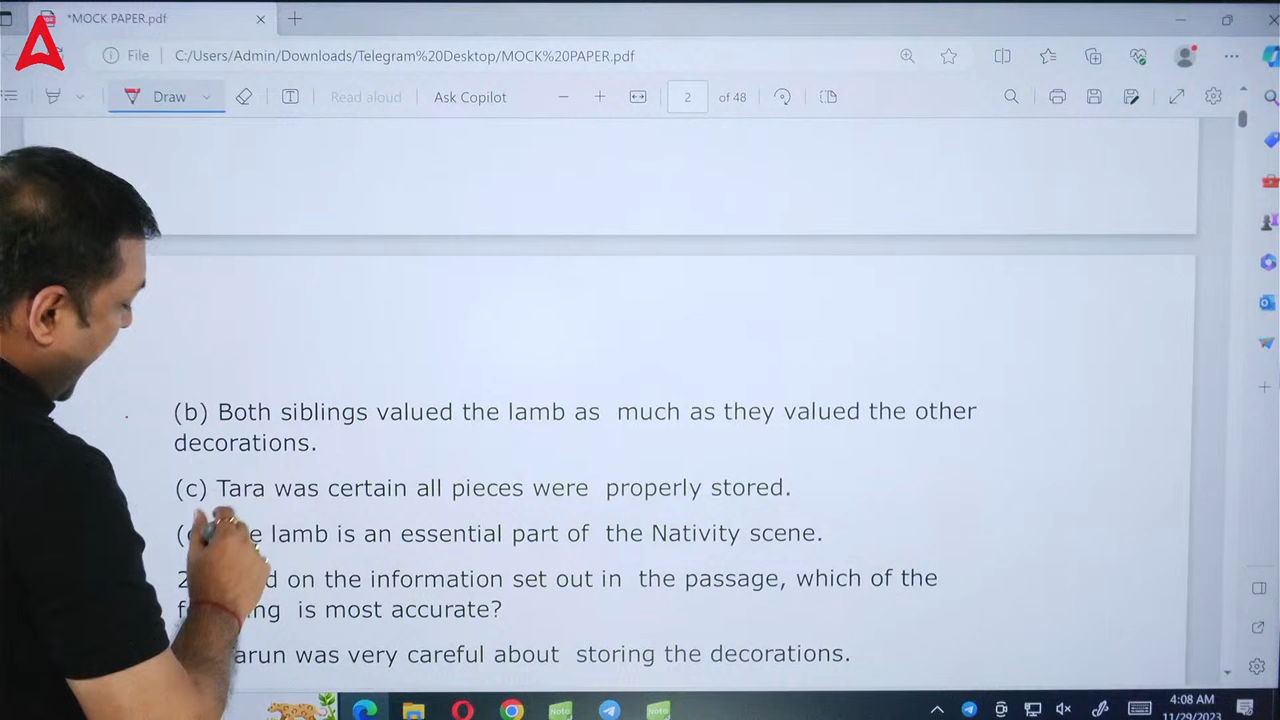 *MOCK PAPER.pdf
File C:/Users/Admin/Downloads/Telegram%20Desktop/MOCK%20PAPER.pdf
Draw Read aloud Ask Copilot 2 of 48
(b) Both siblings valued the lamb as much as they valued the other
decorations.
(c) Tara was certain all pieces were properly stored.
lamb is an essential part of the Nativity scene.
on the information set out in the passage, which of the
is most accurate?
was very careful about storing the decorations.
4:08 AM
11/29/2023